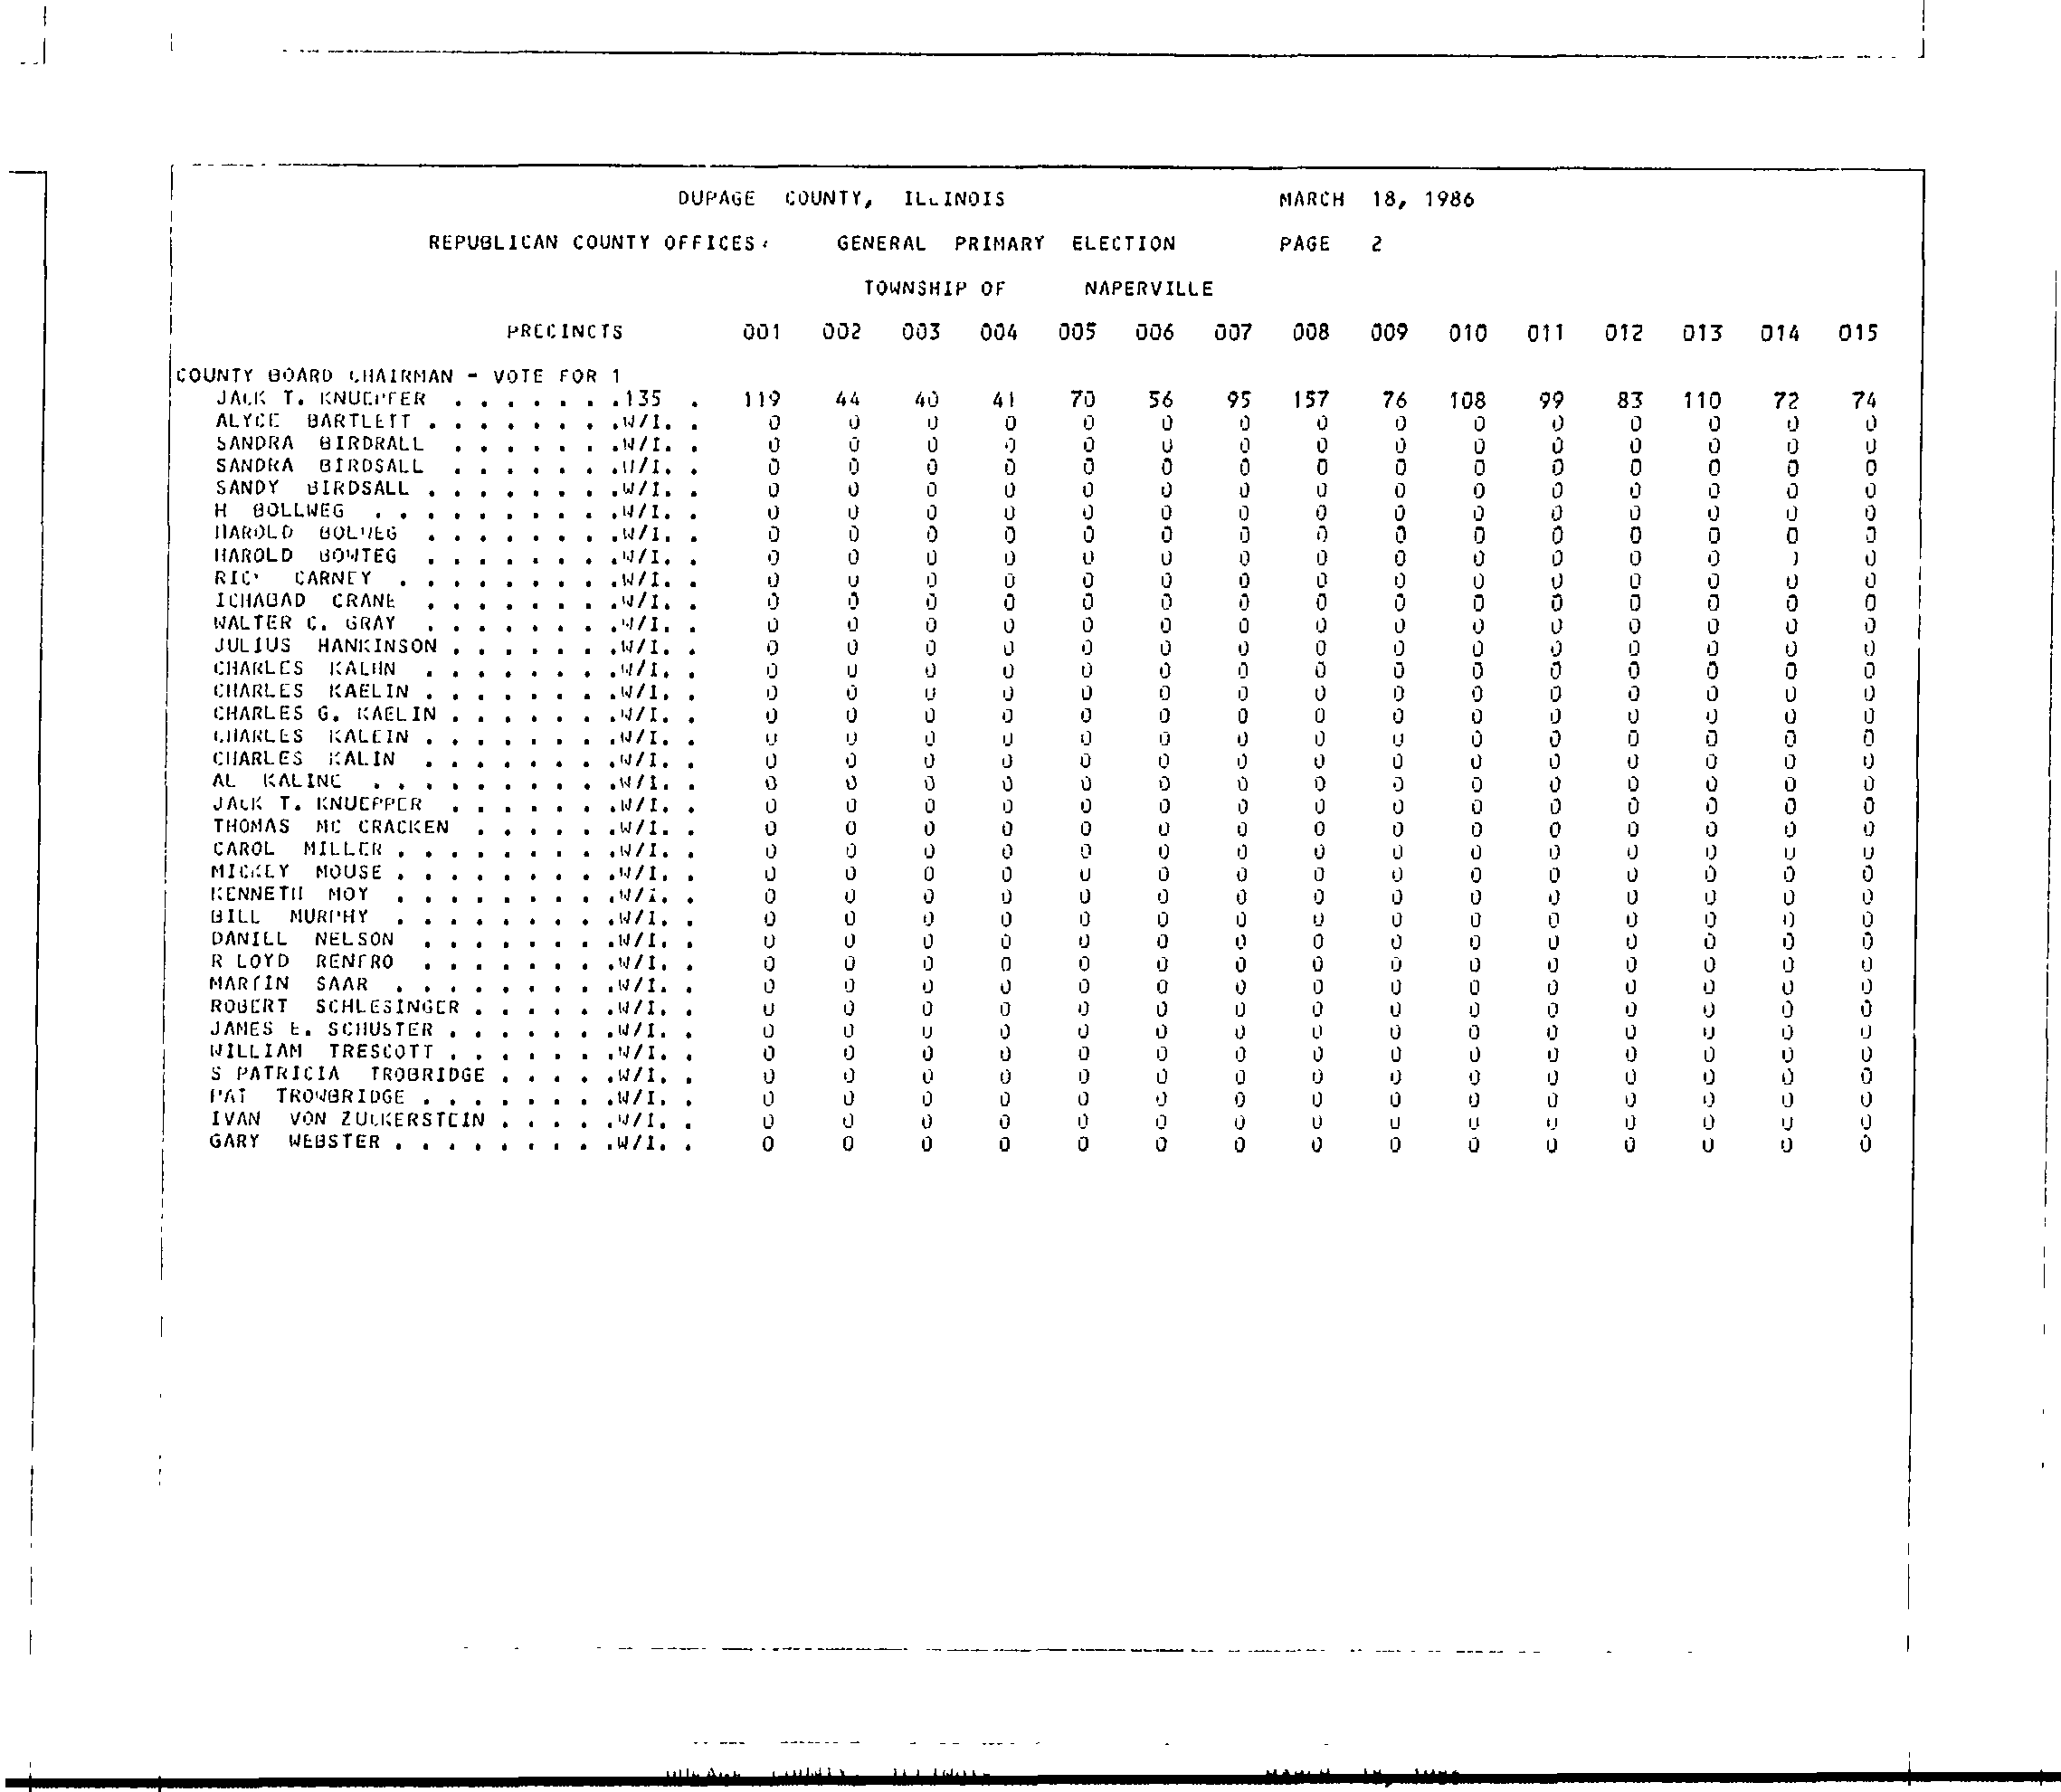 DUPAGE COUNTY, ILLINOIS MARCH 18, 1986
REPUBLICAN COUNTY OFFICES GENERAL PRIMARY ELECTION PAGE 2
TOWNSHIP OF NAPERVILLE
PRECINCTS 001 002 003 004 005 006 007 008 009 010 011 012 013 014 015
COUNTY BOARD CHAIRMAN - VOTE FOR 1
JACK T. KNUEPFER . . . . . . .135 . 119 44 40 41 70 56 95 157 76 108 99 83 110 72 74
ALYCE BARTLETT . . . . . . . .W/I. . 0 0 0 0 0 0 0 0 0 0 0 0 0 0 0
SANDRA BIRDRALL . . . . . . .W/I. . 0 0 0 0 0 0 0 0 0 0 0 0 0 0 0
SANDRA BIRDSALL . . . . . . .W/I. . 0 0 0 0 0 0 0 0 0 0 0 0 0 0 0
SANDY BIRDSALL . . . . . . . .W/I. . 0 0 0 0 0 0 0 0 0 0 0 0 0 0 0
H BOLLWEG . . . . . . . . . .W/I. . 0 0 0 0 0 0 0 0 0 0 0 0 0 0 0
HAROLD BOLWEG . . . . . . . .W/I. . 0 0 0 0 0 0 0 0 0 0 0 0 0 0 0
HAROLD BOWTEG . . . . . . . .W/I. . 0 0 0 0 0 0 0 0 0 0 0 0 0 0 0
CARNEY . . . . . . . . .W/I. . 0 0 0 0 0 0 0 0 0 0 0 0 0 0 0
ICHABAD CRANE . . . . . . . .W/I. . 0 0 0 0 0 0 0 0 0 0 0 0 0 0 0
WALTER C. GRAY . . . . . . . .W/I. . 0 0 0 0 0 0 0 0 0 0 0 0 0 0 0
JULIUS HANKINSON . . . . . . .W/I. . 0 0 0 0 0 0 0 0 0 0 0 0 0 0 0
CHARLES . . . . . . . .W/I. . 0 0 0 0 0 0 0 0 0 0 0 0 0 0 0
CHARLES KAELIN . . . . . . . .W/I. . 0 0 0 0 0 0 0 0 0 0 0 0 0 0 0
CHARLES G. KAELIN . . . . . . .W/I. . 0 0 0 0 0 0 0 0 0 0 0 0 0 0 0
CHARLES KALEIN . . . . . . . .W/I. . 0 0 0 0 0 0 0 0 0 0 0 0 0 0 0
CHARLES KALIN . . . . . . . .W/I. . 0 0 0 0 0 0 0 0 0 0 0 0 0 0 0
AL KALINE . . . . . . . . . .W/I. . 0 0 0 0 0 0 0 0 0 0 0 0 0 0 0
JACK T. KNUEPPER . . . . . . .W/I. . 0 0 0 0 0 0 0 0 0 0 0 0 0 0 0
THOMAS MC CRACKEN . . . . . .W/I. . 0 0 0 0 0 0 0 0 0 0 0 0 0 0 0
CAROL MILLER . . . . . . . . .W/I. . 0 0 0 0 0 0 0 0 0 0 0 0 0 0 0
MICKEY MOUSE . . . . . . . . .W/I. . 0 0 0 0 0 0 0 0 0 0 0 0 0 0 0
KENNETH MOY . . . . . . . . .W/I. . 0 0 0 0 0 0 0 0 0 0 0 0 0 0 0
BILL MURPHY . . . . . . . . .W/I. . 0 0 0 0 0 0 0 0 0 0 0 0 0 0 0
DANIEL NELSON . . . . . . . .W/I. . 0 0 0 0 0 0 0 0 0 0 0 0 0 0 0
R LOYD RENFRO . . . . . . . .W/I. . 0 0 0 0 0 0 0 0 0 0 0 0 0 0 0
MARTIN SAAR . . . . . . . . .W/I. . 0 0 0 0 0 0 0 0 0 0 0 0 0 0 0
ROBERT SCHLESINGER . . . . . .W/I. . 0 0 0 0 0 0 0 0 0 0 0 0 0 0 0
JAMES E. SCHUSTER . . . . . . .W/I. . 0 0 0 0 0 0 0 0 0 0 0 0 0 0 0
WILLIAM TRESCOTT . . . . . . .W/I. . 0 0 0 0 0 0 0 0 0 0 0 0 0 0 0
S PATRICIA TROBRIDGE . . . . .W/I. . 0 0 0 0 0 0 0 0 0 0 0 0 0 0 0
PAT TROWBRIDGE . . . . . . . .W/I. . 0 0 0 0 0 0 0 0 0 0 0 0 0 0 0
IVAN VON ZULKERSTEIN . . . . .W/I. . 0 0 0 0 0 0 0 0 0 0 0 0 0 0 0
GARY WEBSTER . . . . . . . . .W/I. . 0 0 0 0 0 0 0 0 0 0 0 0 0 0 0